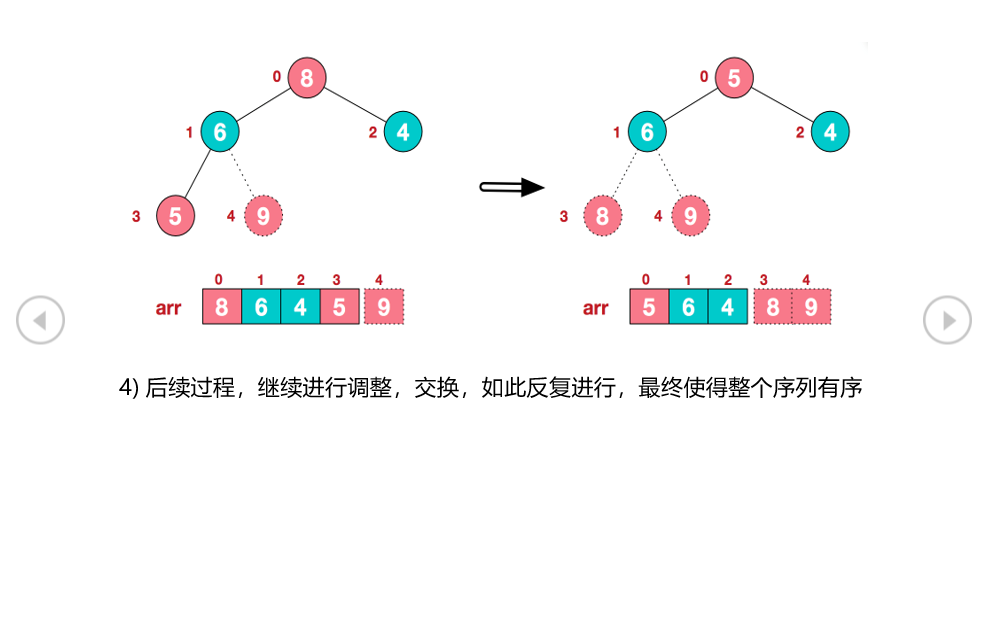 0 8 0 5
1 6 2 4 1 6 2 4
3 5 4 9 3 8 4 9
0 1 2 3 4 0 1 2 3 4
arr 8 6 4 5 9 arr 5 6 4 8 9
4) 后续过程，继续进行调整，交换，如此反复进行，最终使得整个序列有序